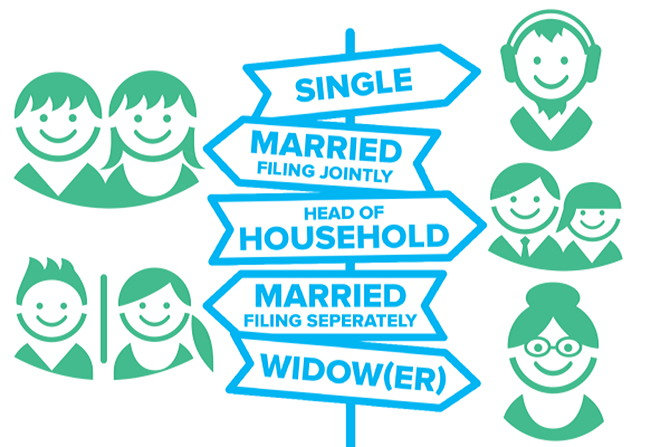 SINGLE
MARRIED
FILING JOINTLY
HEAD OF
HOUSEHOLD
MARRIED
FILING SEPERATELY
WIDOW(ER)